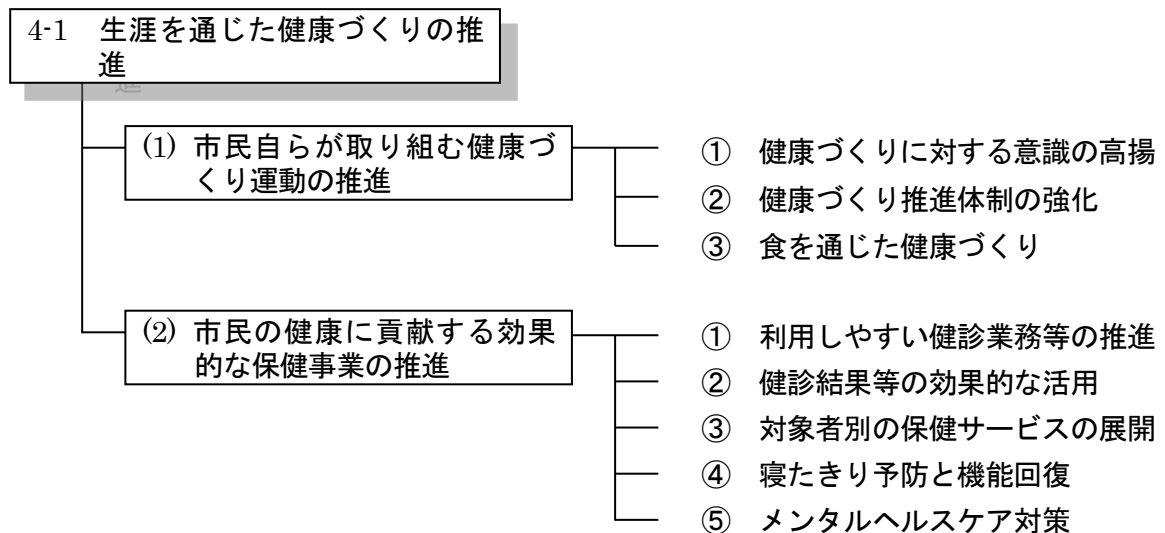 4-1 生涯を通じた健康づくりの推
進
(1) 市民自らが取り組む健康づ
くり運動の推進
① 健康づくりに対する意識の高揚
② 健康づくり推進体制の強化
③ 食を通じた健康づくり
(2) 市民の健康に貢献する効果
的な保健事業の推進
① 利用しやすい健診業務等の推進
② 健診結果等の効果的な活用
③ 対象者別の保健サービスの展開
④ 寝たきり予防と機能回復
⑤ メンタルヘルスケア対策